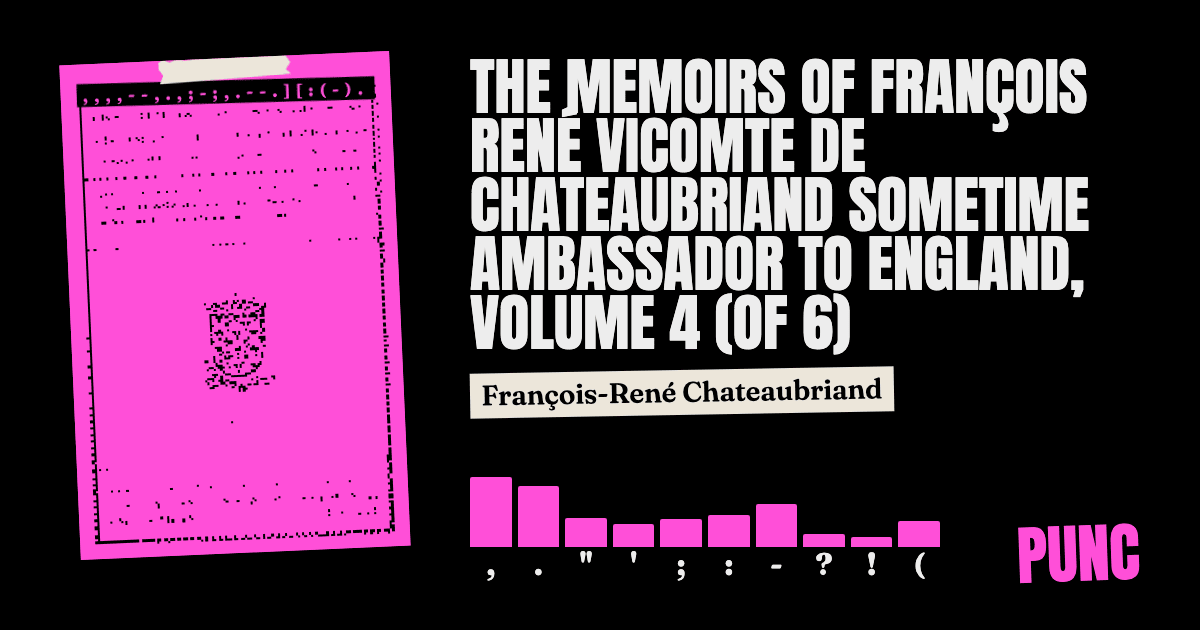 ,,,,--,.,;-;,.--.][:(-).
THE MEMOIRS OF FRANÇOIS
RENÉ VICOMTE DE
CHATEAUBRIAND SOMETIME
AMBASSADOR TO ENGLAND,
VOLUME 4 (OF 6)
François-René Chateaubriand
, . " ' ; : - ? ! (
PUNC